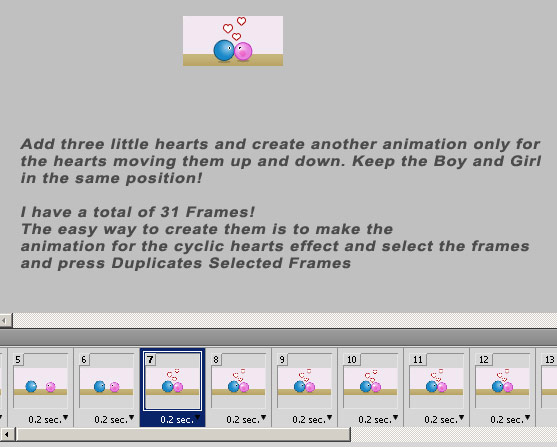 Add three little hearts and create another animation only for
the hearts moving them up and down. Keep the Boy and Girl
in the same position!
I have a total of 31 Frames!
The easy way to create them is to make the
animation for the cyclic hearts effect and select the frames
and press Duplicates Selected Frames
5 6 7 8 9 10 11 12 13
0.2 sec. 0.2 sec. 0.2 sec. 0.2 sec. 0.2 sec. 0.2 sec. 0.2 sec. 0.2 sec.